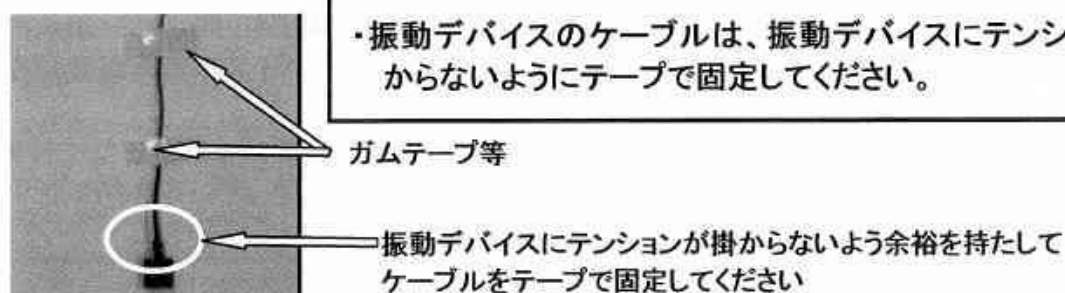 ・振動デバイスのケーブルは、振動デバイスにテンシ
からないようにテープで固定してください。
ガムテープ等
振動デバイスにテンションが掛からないよう余裕を持たして
ケーブルをテープで固定してください